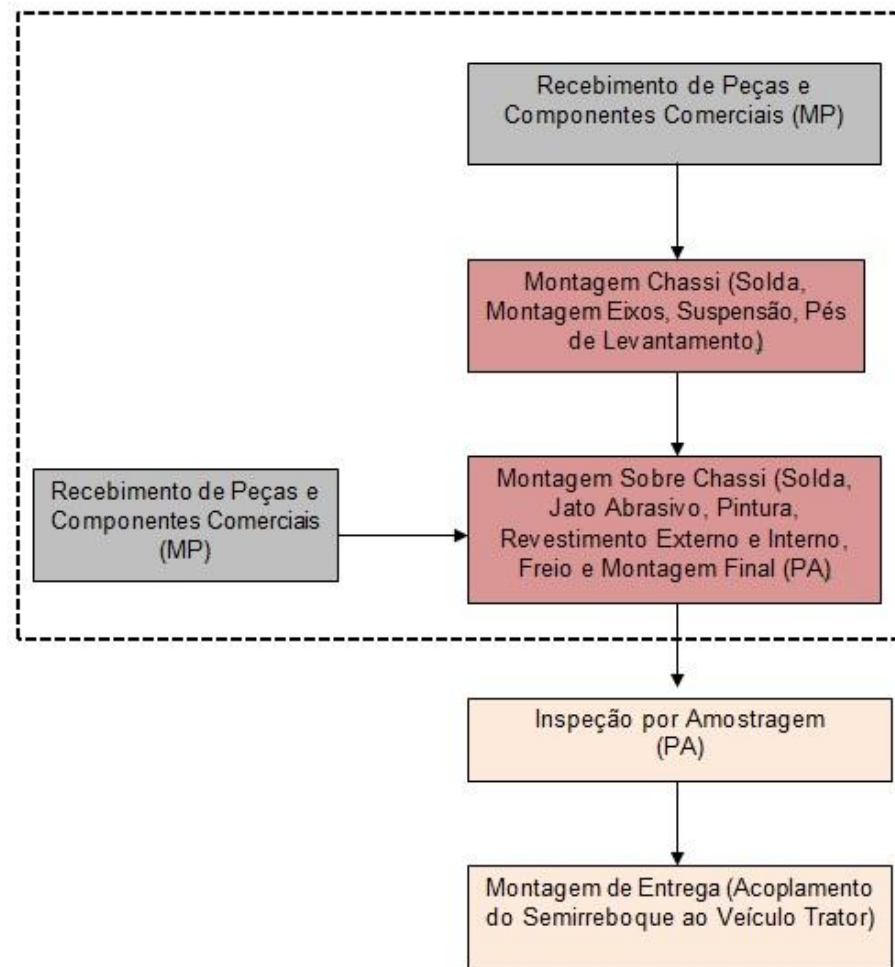 Recebimento de Peças e
Componentes Comerciais (MP)
Montagem Chassi (Solda,
Montagem Eixos, Suspensão, Pés
de Levantamento)
Recebimento de Peças e
Componentes Comerciais
(MP)
Montagem Sobre Chassi (Solda,
Jato Abrasivo, Pintura,
Revestimento Externo e Interno,
Freio e Montagem Final (PA)
Inspeção por Amostragem
(PA)
Montagem de Entrega (Acoplamento
do Semirreboque ao Veículo Trator)